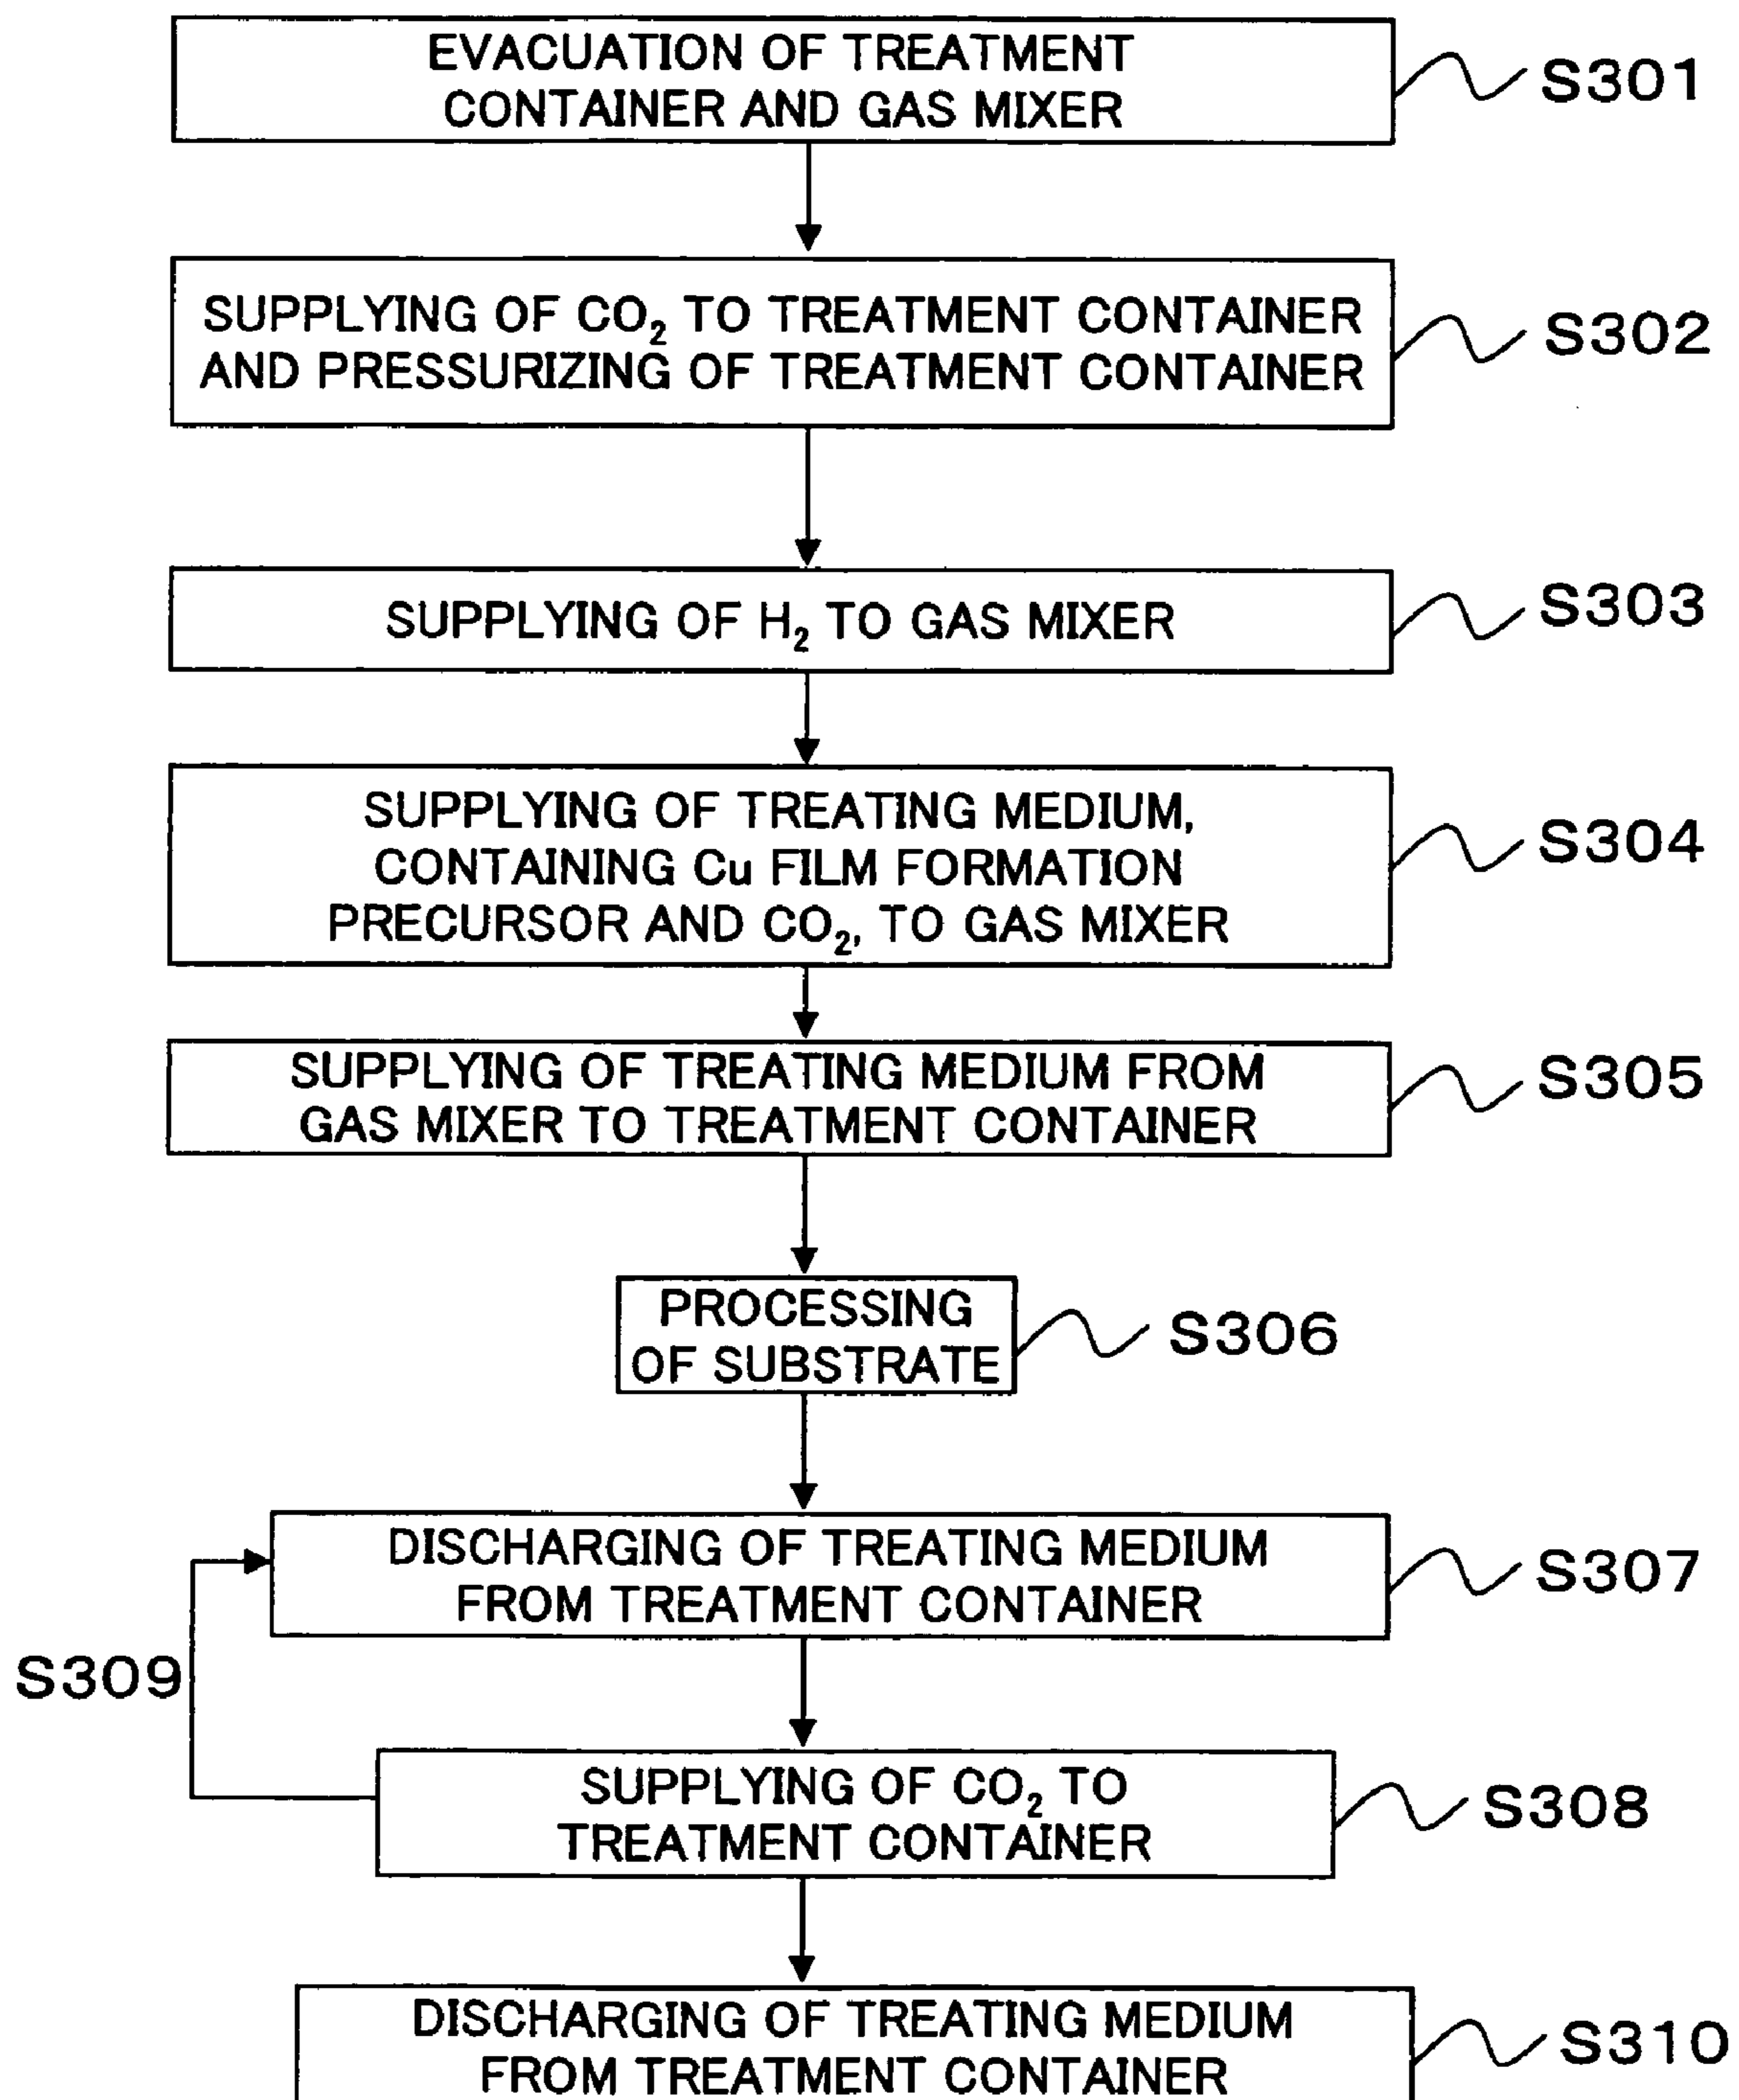 EVACUATION OF TREATMENT
CONTAINER AND GAS MIXER
S301
SUPPLYING OF CO₂ TO TREATMENT CONTAINER
AND PRESSURIZING OF TREATMENT CONTAINER
S302
SUPPLYING OF H₂ TO GAS MIXER
S303
SUPPLYING OF TREATING MEDIUM,
CONTAINING Cu FILM FORMATION
PRECURSOR AND CO₂, TO GAS MIXER
S304
SUPPLYING OF TREATING MEDIUM FROM
GAS MIXER TO TREATMENT CONTAINER
S305
PROCESSING
OF SUBSTRATE
S306
DISCHARGING OF TREATING MEDIUM
FROM TREATMENT CONTAINER
S307
S309
SUPPLYING OF CO₂ TO
TREATMENT CONTAINER
S308
DISCHARGING OF TREATING MEDIUM
FROM TREATMENT CONTAINER
S310